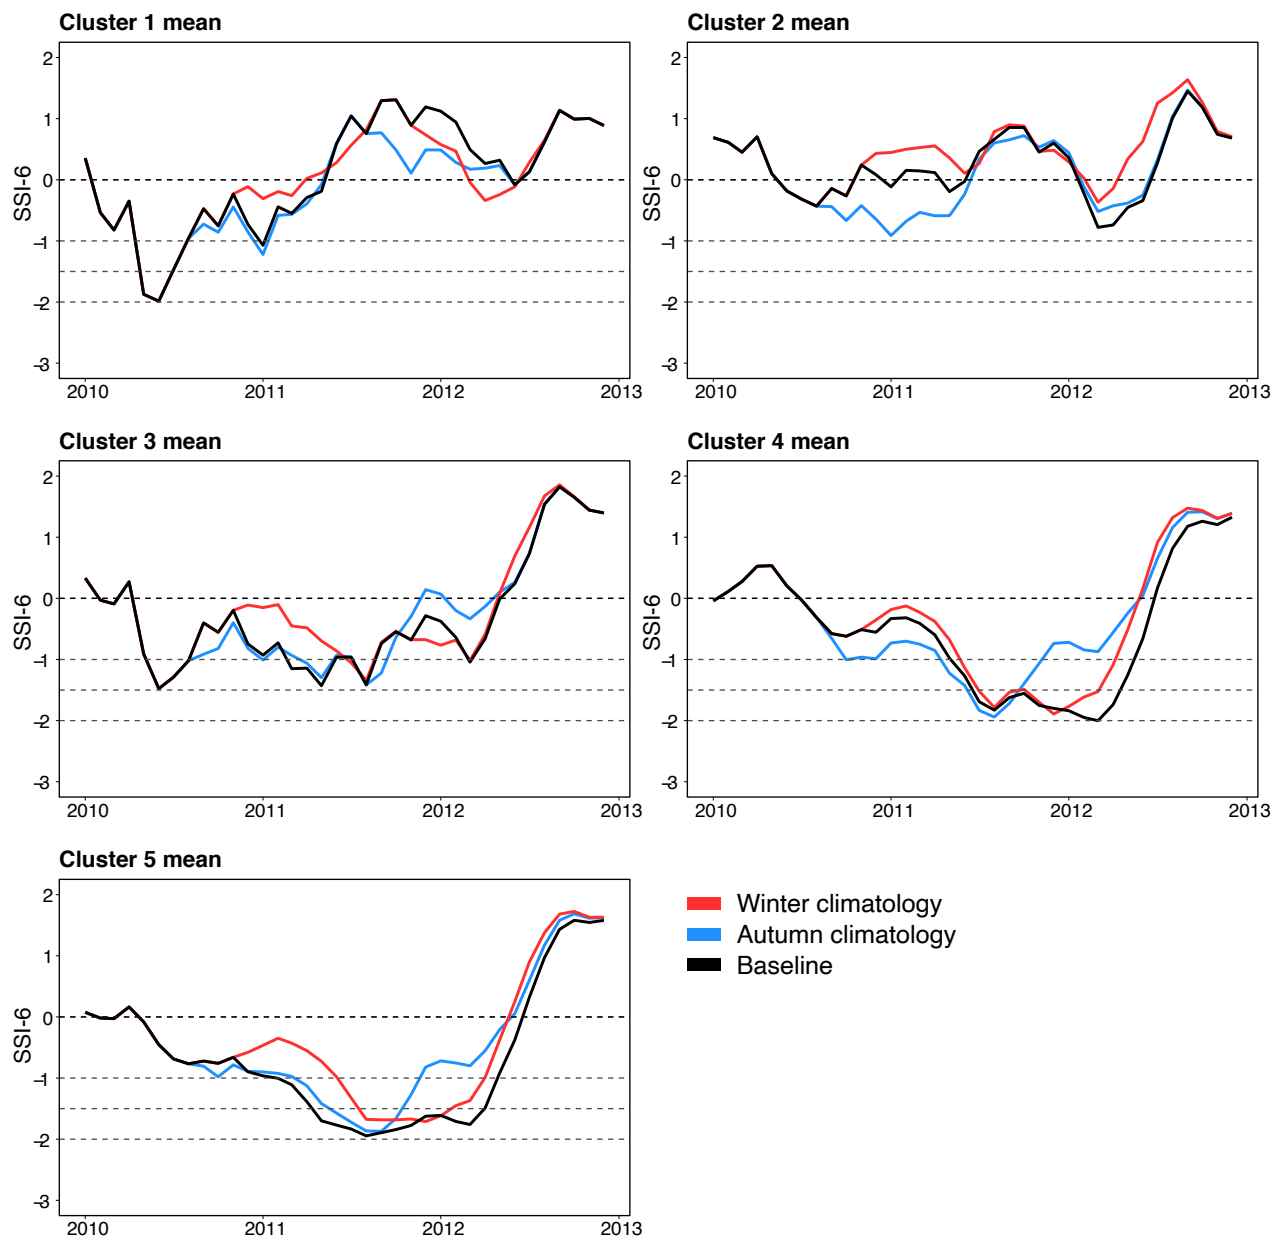 Cluster 1 mean
SSI-6
2
1
0
−1
−2
−3
2010 2011 2012 2013
Cluster 2 mean
SSI-6
2
1
0
−1
−2
−3
2010 2011 2012 2013
Cluster 3 mean
SSI-6
2
1
0
−1
−2
−3
2010 2011 2012 2013
Cluster 4 mean
SSI-6
2
1
0
−1
−2
−3
2010 2011 2012 2013
Cluster 5 mean
SSI-6
2
1
0
−1
−2
−3
2010 2011 2012 2013
Winter climatology
Autumn climatology
Baseline